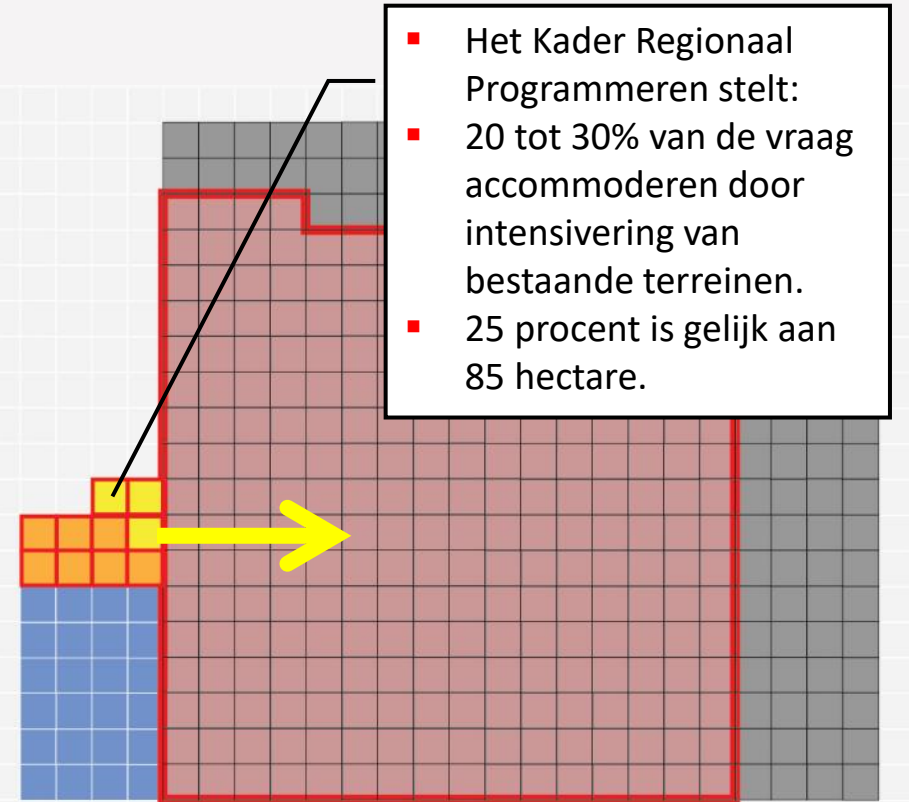 ▪ Het Kader Regionaal
Programmeren stelt:
▪ 20 tot 30% van de vraag
accommoderen door
intensivering van
bestaande terreinen.
▪ 25 procent is gelijk aan
85 hectare.